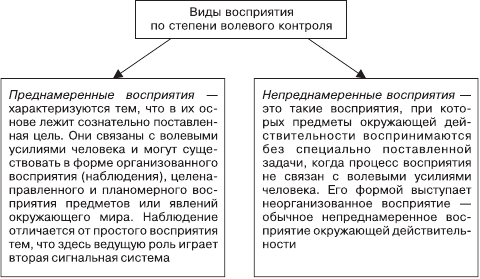 Виды восприятия
по степени волевого контроля
Преднамеренные восприятия —
характеризуются тем, что в их ос-
нове лежит сознательно поставлен-
ная цель. Они связаны с волевыми
усилиями человека и могут суще-
ствовать в форме организованного
восприятия (наблюдения), целена-
правленного и планомерного вос-
приятия предметов или явлений
окружающего мира. Наблюдение
отличается от простого восприятия
тем, что здесь ведущую роль играет
вторая сигнальная система
Непреднамеренные восприятия —
это такие восприятия, при кото-
рых предметы окружающей дей-
ствительности воспринимаются
без специально поставленной
задачи, когда процесс восприятия
не связан с волевыми усилиями
человека. Его формой выступает
неорганизованное восприятие —
обычное непреднамеренное вос-
приятие окружающей действитель-
ности